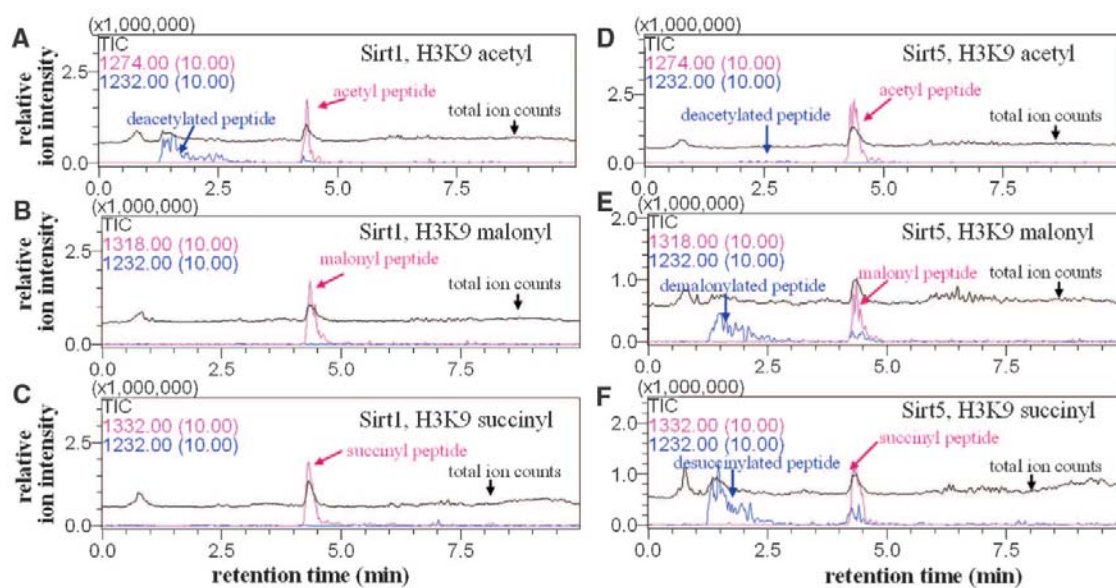 A
(x1,000,000)
TIC
1274.00 (10.00)
1232.00 (10.00)
Sirt1, H3K9 acetyl
acetyl peptide
deacetylated peptide
total ion counts
relative
ion intensity
2.5
0.0
0.0 2.5 5.0 7.5
B
(x1,000,000)
TIC
1318.00 (10.00)
1232.00 (10.00)
Sirt1, H3K9 malonyl
malonyl peptide
total ion counts
relative
ion intensity
2.5
0.0
0.0 2.5 5.0 7.5
C
(x1,000,000)
TIC
1332.00 (10.00)
1232.00 (10.00)
Sirt1, H3K9 succinyl
succinyl peptide
total ion counts
relative
ion intensity
2.5
0.0
0.0 2.5 5.0 7.5
retention time (min)
D
(x1,000,000)
TIC
1274.00 (10.00)
1232.00 (10.00)
Sirt5, H3K9 acetyl
acetyl peptide
deacetylated peptide
total ion counts
2.5
0.0
0.0 2.5 5.0 7.5
E
(x1,000,000)
TIC
1318.00 (10.00)
1232.00 (10.00)
Sirt5, H3K9 malonyl
malonyl peptide
demalonylated peptide
total ion counts
2.0
1.0
0.0
0.0 2.5 5.0 7.5
F
(x1,000,000)
TIC
1332.00 (10.00)
1232.00 (10.00)
Sirt5, H3K9 succinyl
succinyl peptide
desuccinylated peptide
total ion counts
2.0
1.0
0.0
0.0 2.5 5.0 7.5
retention time (min)